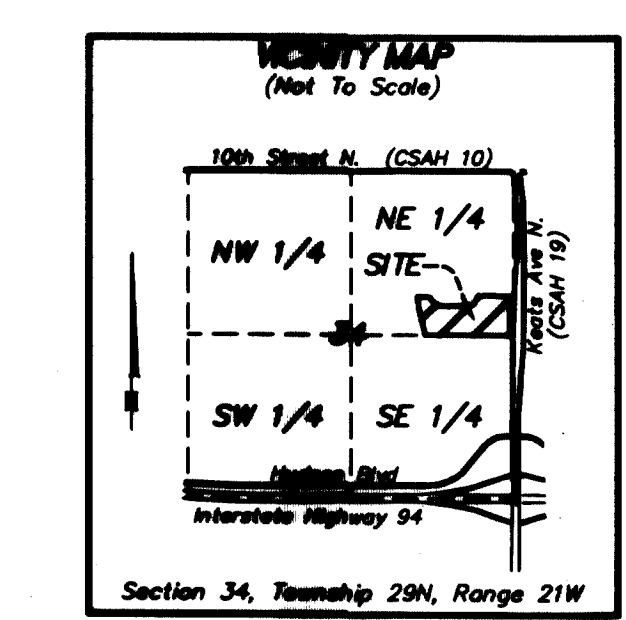 VICINITY MAP
(Not To Scale)
10th Street N. (CSAH 10)
NW 1/4
NE 1/4
SITE
Keats Ave N.
(CSAH 19)
34
SW 1/4
SE 1/4
Hudson Blvd
Interstate Highway 94
Section 34, Township 29N, Range 21W